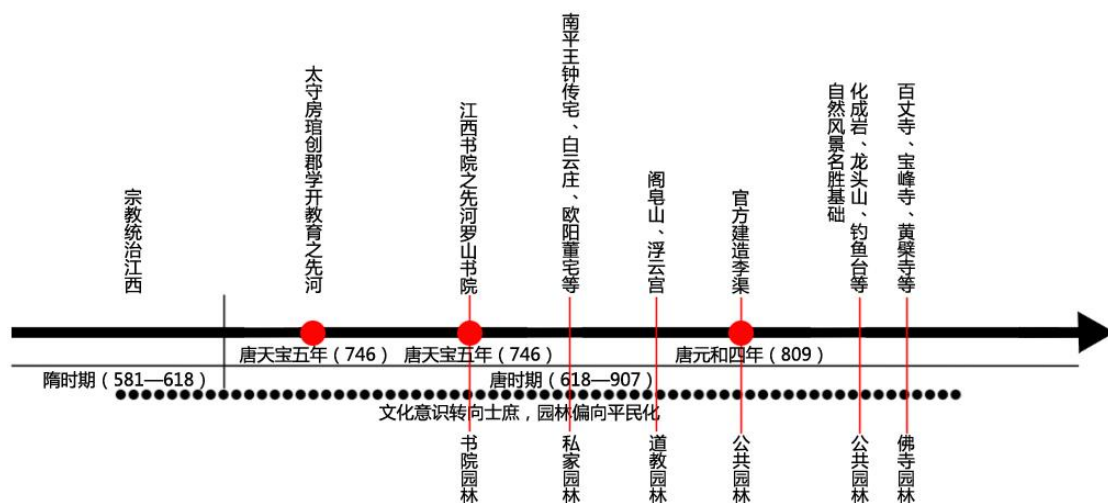 宗教统治江西
太守房琯创郡学开教育之先河
江西书院之先河罗山书院
南平王钟传宅、白云庄、欧阳董宅等
阁皂山、浮云宫
官方建造李渠
化成岩、龙头山、钓鱼台等
自然风景名胜基础
百丈寺、宝峰寺、黄檗寺等
唐天宝五年（746）
唐天宝五年（746）
唐元和四年（809）
隋时期（581—618）
唐时期（618—907）
文化意识转向士庶，园林偏向平民化
书院园林
私家园林
道教园林
公共园林
公共园林
佛寺园林